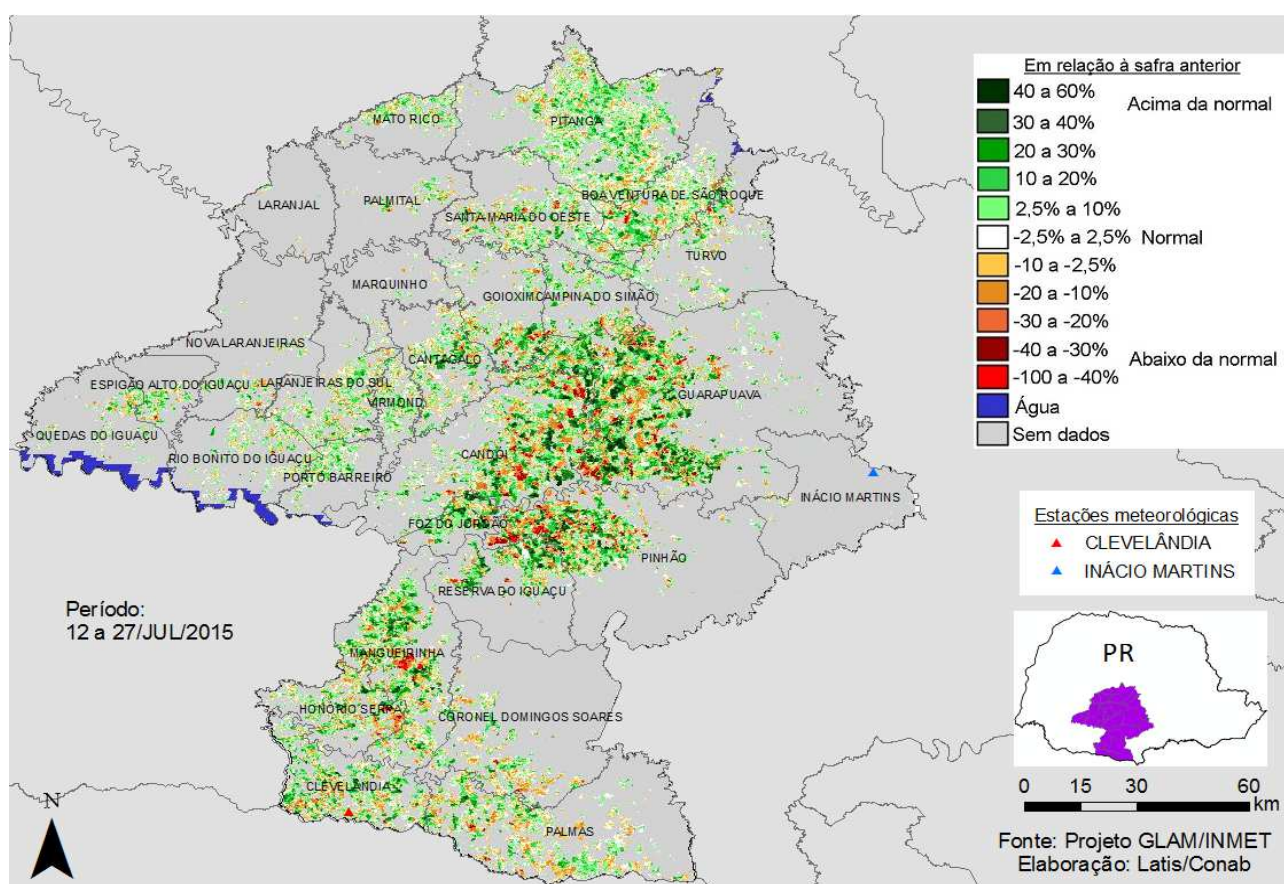 MATO RICO
PITANGA
LARANJAL
PALMITAL
BOA VENTURA DE SÃO ROQUE
SANTA MARIA DO OESTE
TURVO
MARQUINHO
GOIOXIM
CAMPINA DO SIMÃO
NOVA LARANJEIRAS
CANTAGALO
ESPIGÃO ALTO DO IGUAÇU
LARANJEIRAS DO SUL
VIRMOND
GUARAPUAVA
QUEDAS DO IGUAÇU
RIO BONITO DO IGUAÇU
PORTO BARREIRO
CANDÓI
INÁCIO MARTINS
FOZ DO JORDÃO
PINHÃO
RESERVA DO IGUAÇU
MANGUEIRINHA
HONÓRIO SERPA
CORONEL DOMINGOS SOARES
CLEVELÂNDIA
PALMAS
Período:
12 a 27/JUL/2015
N
Em relação à safra anterior
40 a 60%
Acima da normal
30 a 40%
20 a 30%
10 a 20%
2,5% a 10%
-2,5% a 2,5% Normal
-10 a -2,5%
-20 a -10%
-30 a -20%
-40 a -30%
Abaixo da normal
-100 a -40%
Água
Sem dados
Estações meteorológicas
CLEVELÂNDIA
INÁCIO MARTINS
PR
0 15 30 60
km
Fonte: Projeto GLAM/INMET
Elaboração: Latis/Conab